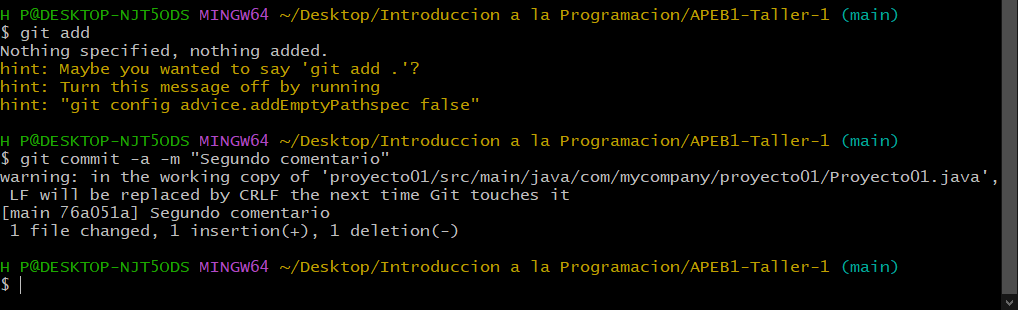 H P@DESKTOP-NJT5ODS MINGW64 ~/Desktop/Introduccion a la Programacion/APEB1-Taller-1 (main)
$ git add
Nothing specified, nothing added.
hint: Maybe you wanted to say 'git add .'?
hint: Turn this message off by running
hint: "git config advice.addEmptyPathspec false"
H P@DESKTOP-NJT5ODS MINGW64 ~/Desktop/Introduccion a la Programacion/APEB1-Taller-1 (main)
$ git commit -a -m "Segundo comentario"
warning: in the working copy of 'proyecto01/src/main/java/com/mycompany/proyecto01/Proyecto01.java',
 LF will be replaced by CRLF the next time Git touches it
[main 76a051a] Segundo comentario
 1 file changed, 1 insertion(+), 1 deletion(-)
H P@DESKTOP-NJT5ODS MINGW64 ~/Desktop/Introduccion a la Programacion/APEB1-Taller-1 (main)
$